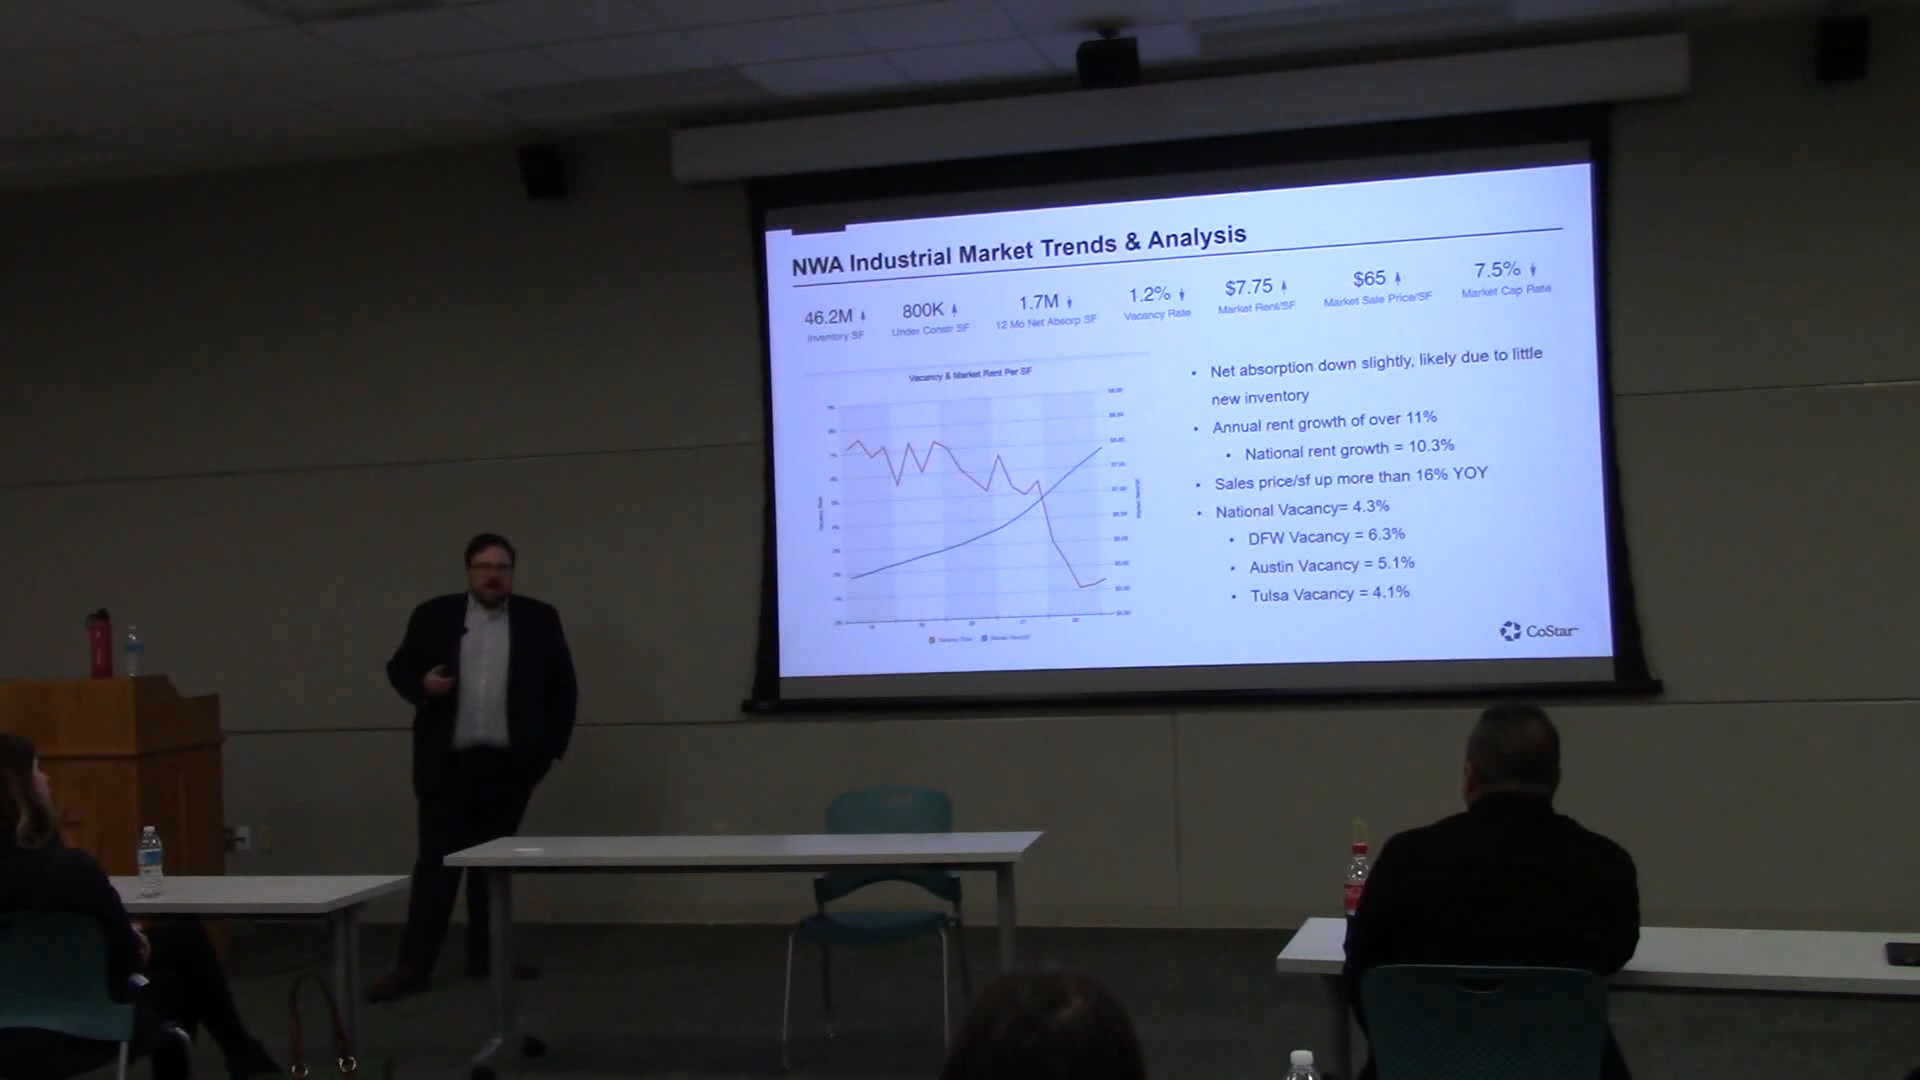 NWA Industrial Market Trends & Analysis
46.2M
Inventory SF
800K
Under Constr SF
1.7M
12 Mo Net Absorp SF
1.2%
Vacancy Rate
$7.75
Market Rent/SF
$65
Market Sale Price/SF
7.5%
Market Cap Rate
Vacancy & Market Rent Per SF
• Net absorption down slightly, likely due to little
new inventory
• Annual rent growth of over 11%
• National rent growth = 10.3%
• Sales price/sf up more than 16% YOY
• National Vacancy= 4.3%
• DFW Vacancy = 6.3%
• Austin Vacancy = 5.1%
• Tulsa Vacancy = 4.1%
CoStar™